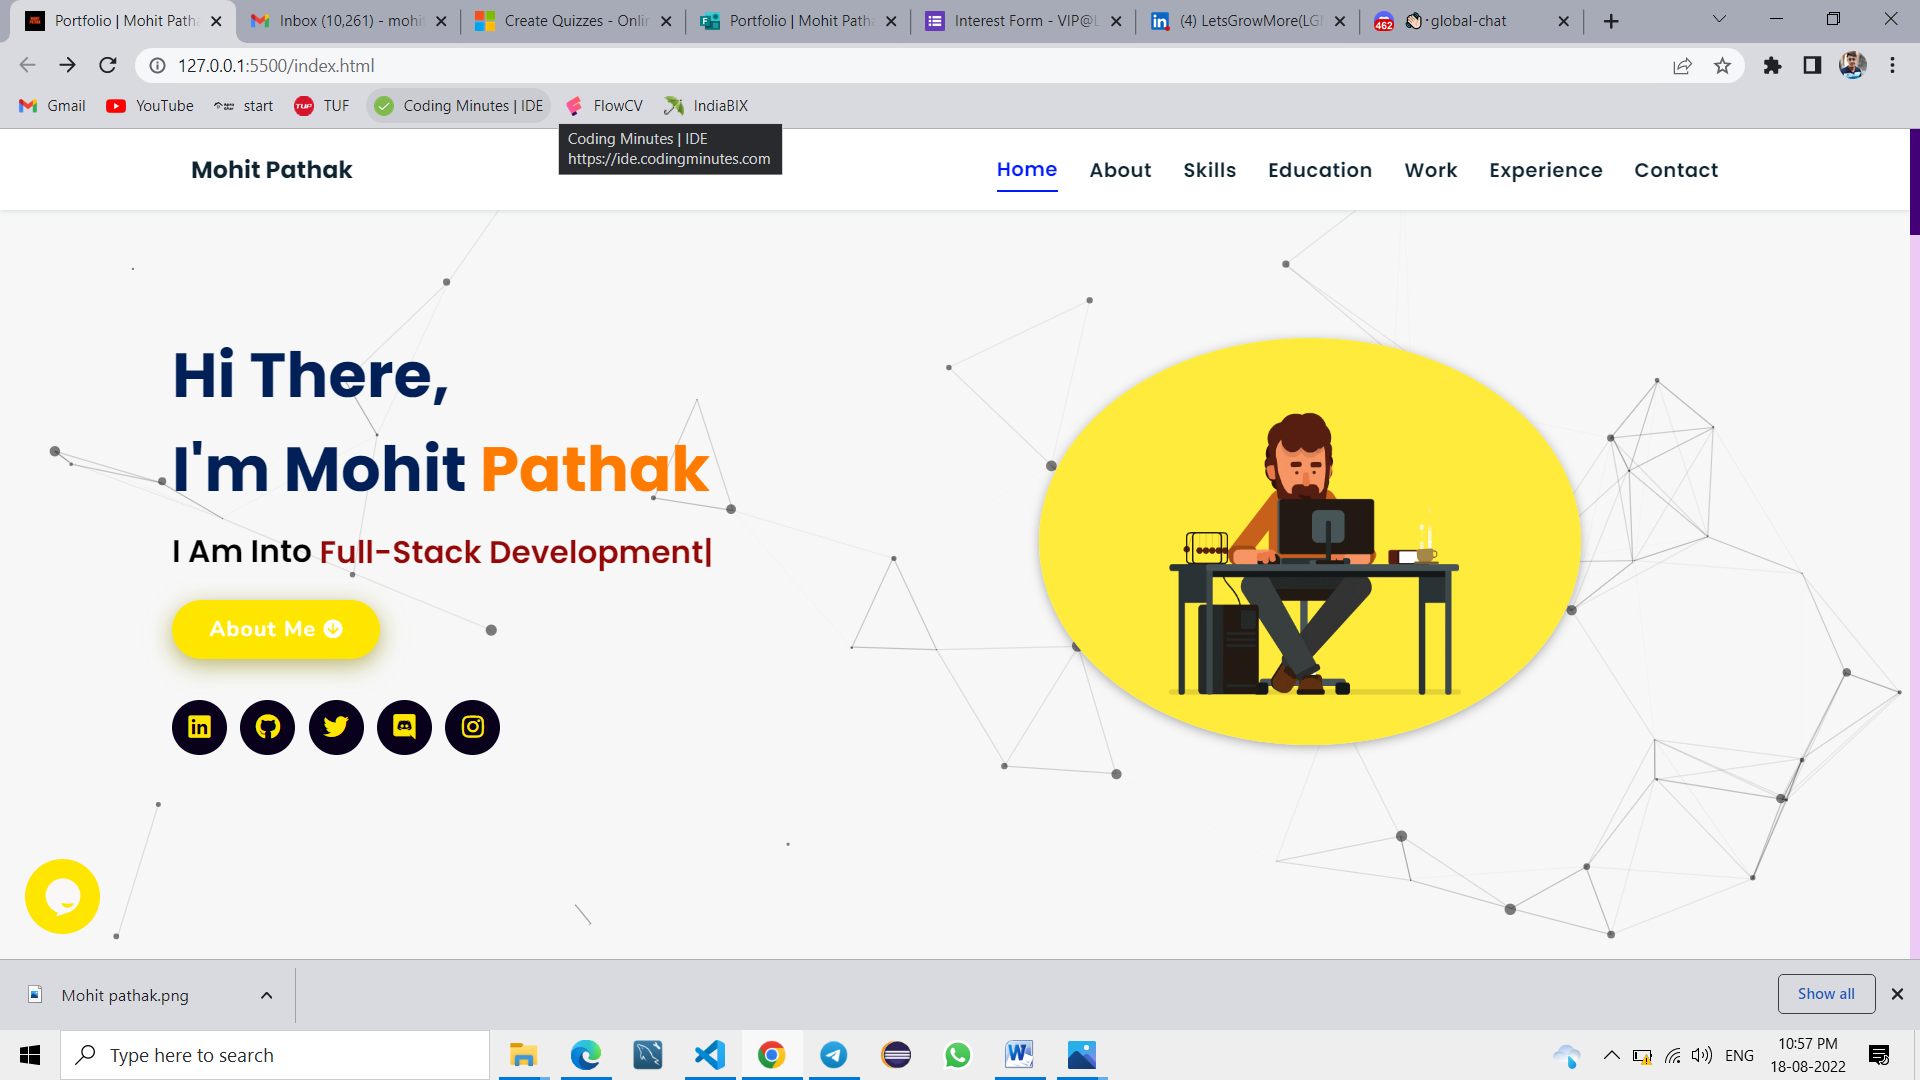 Portfolio | Mohit Path
Inbox (10,261) - mohi
Create Quizzes - Onli
Portfolio | Mohit Path
Interest Form - VIP@L
(4) LetsGrowMore(LG
462
·global-chat
127.0.0.1:5500/index.html
Gmail
YouTube
start
TUF
Coding Minutes | IDE
FlowCV
IndiaBIX
Coding Minutes | IDE
https://ide.codingminutes.com
Mohit Pathak
Home
About
Skills
Education
Work
Experience
Contact
Hi There,
I'm Mohit Pathak
I Am Into Full-Stack Development|
About Me
Mohit pathak.png
Show all
Type here to search
ENG
10:57 PM
18-08-2022